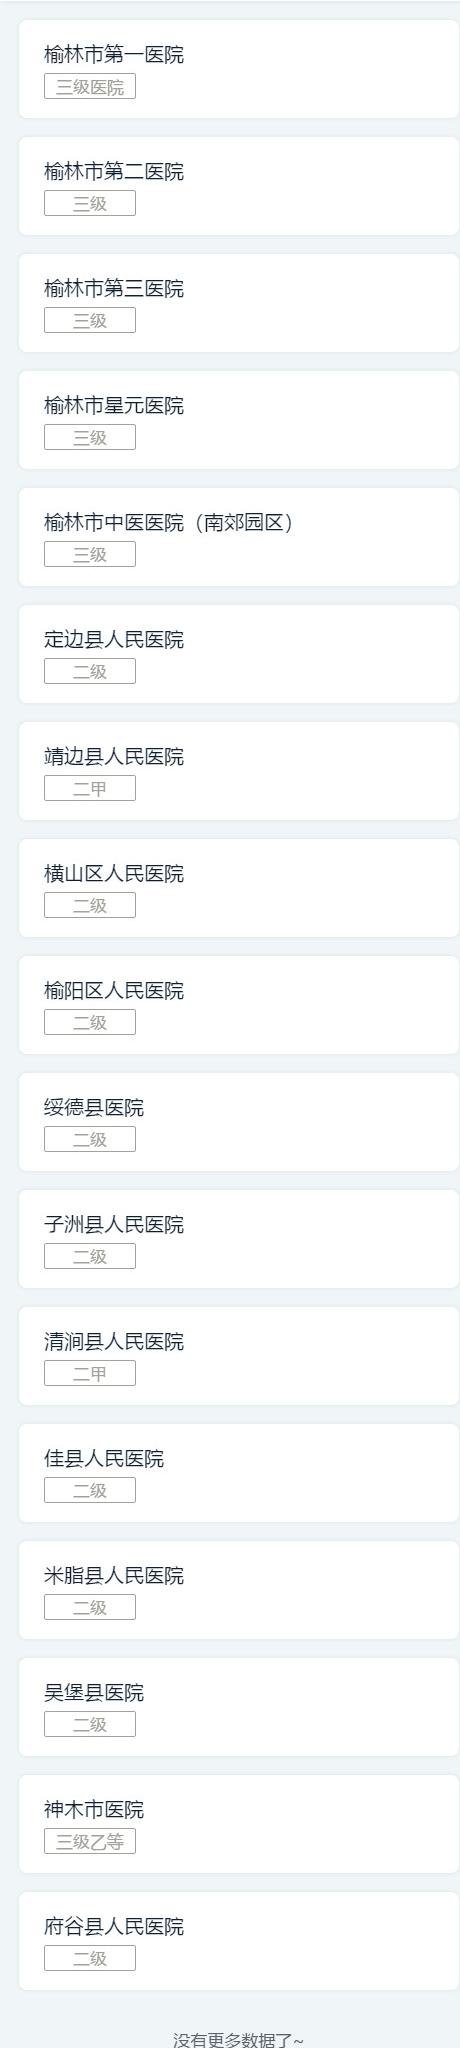 榆林市第一医院
三级医院
榆林市第二医院
三级
榆林市第三医院
三级
榆林市星元医院
三级
榆林市中医医院（南郊园区）
三级
定边县人民医院
二级
靖边县人民医院
二甲
横山区人民医院
二级
榆阳区人民医院
二级
绥德县医院
二级
子洲县人民医院
二级
清涧县人民医院
二甲
佳县人民医院
二级
米脂县人民医院
二级
吴堡县医院
二级
神木市医院
三级乙等
府谷县人民医院
二级
没有更多数据了~